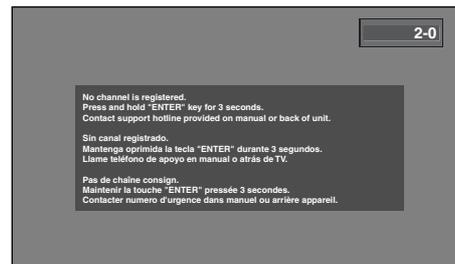 2-0
No channel is registered.
Press and hold "ENTER" key for 3 seconds.
Contact support hotline provided on manual or back of unit.
Sin canal registrado.
Mantenga oprimida la tecla "ENTER" durante 3 segundos.
Llame teléfono de apoyo en manual o atrás de TV.
Pas de chaîne consign.
Maintenir la touche "ENTER" pressée 3 secondes.
Contacter numero d'urgence dans manuel ou arrière appareil.